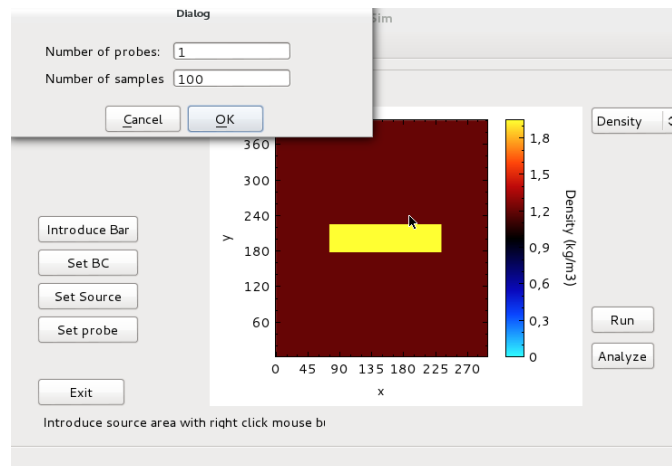 Dialog
Sim
Number of probes: 1
Number of samples 100
Cancel OK
Density
360
300
240
180
120
60
y
0 45 90 135 180 225 270
x
1,8
1,5
1,2
0,9
0,6
0,3
0
Density (kg/m3)
Introduce Bar
Set BC
Set Source
Set probe
Run
Analyze
Exit
Introduce source area with right click mouse